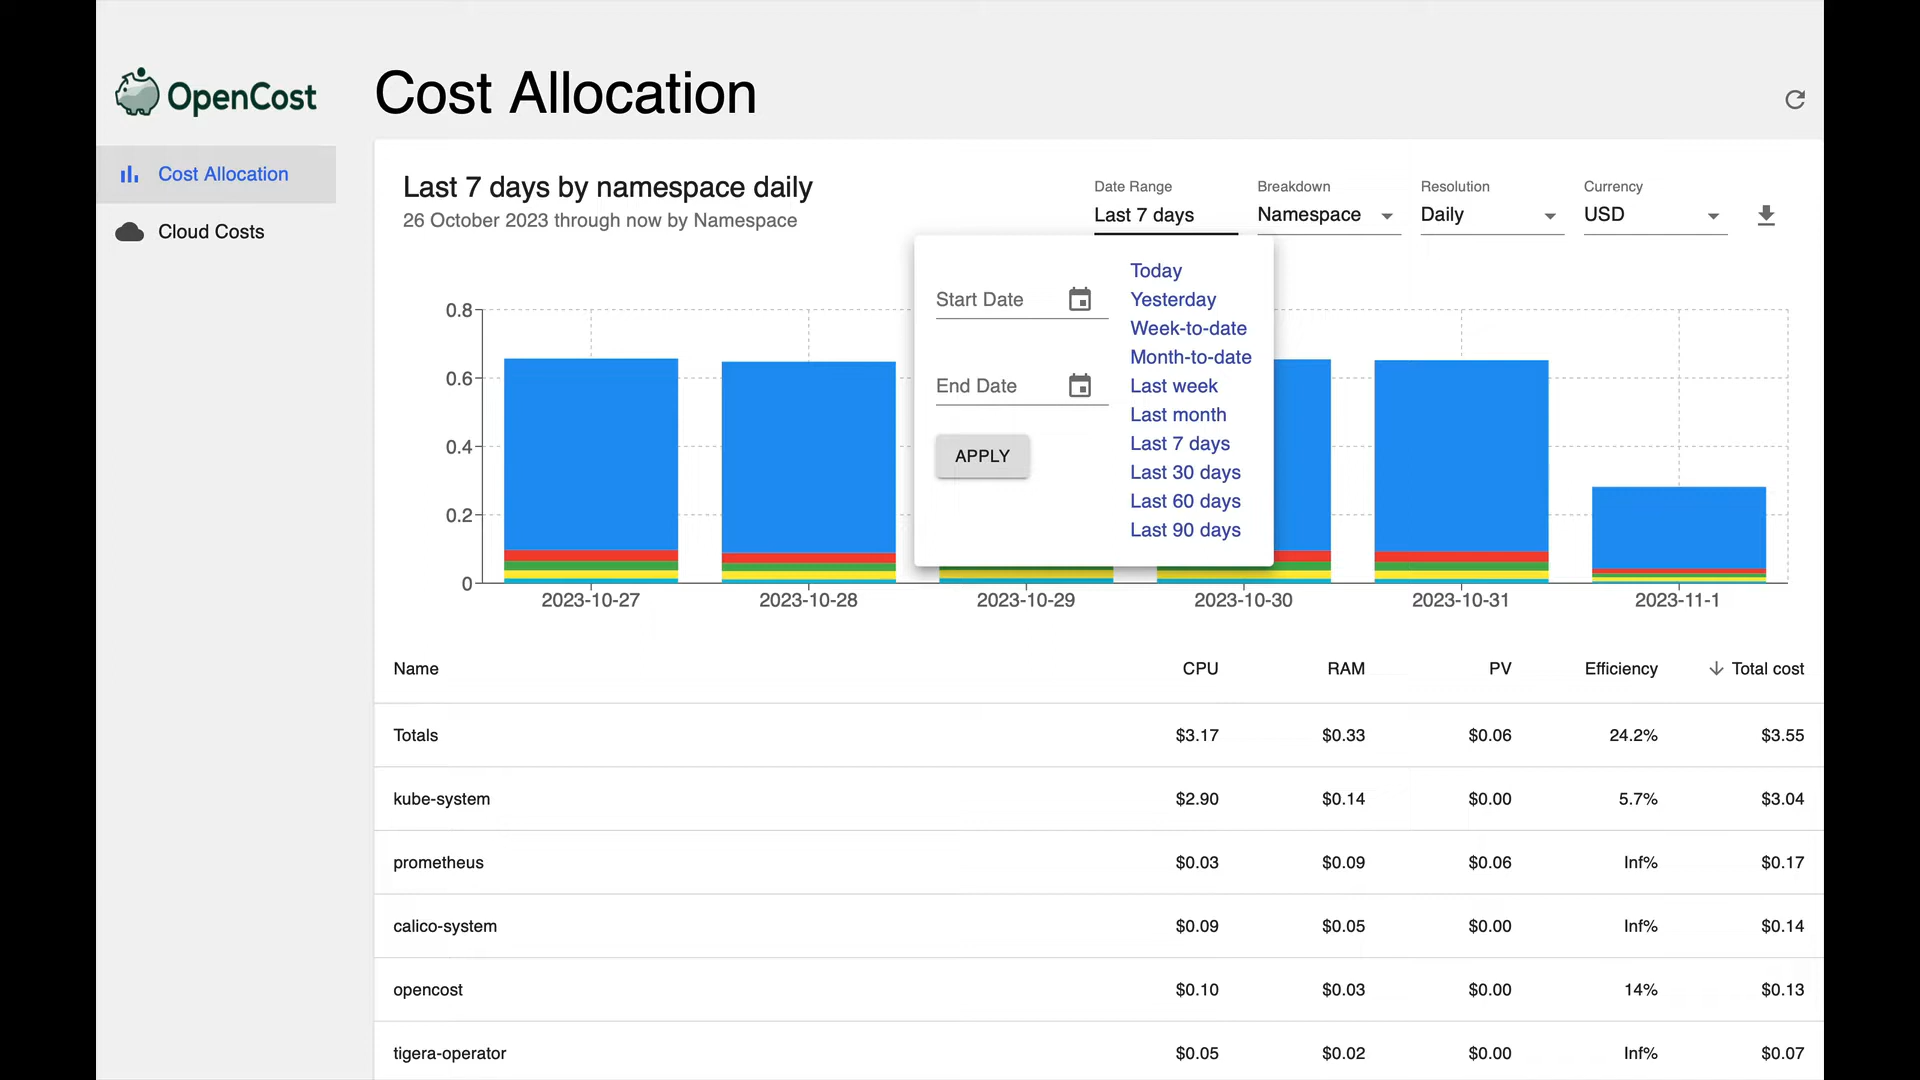 OpenCost
Cost Allocation
Cost Allocation
Cloud Costs
Last 7 days by namespace daily
26 October 2023 through now by Namespace
Date Range
Last 7 days
Breakdown
Namespace
Resolution
Daily
Currency
USD
Start Date
End Date
APPLY
Today
Yesterday
Week-to-date
Month-to-date
Last week
Last month
Last 7 days
Last 30 days
Last 60 days
Last 90 days
0.8
0.6
0.4
0.2
0
2023-10-27 2023-10-28 2023-10-29 2023-10-30 2023-10-31 2023-11-1
Name CPU RAM PV Efficiency Total cost
Totals $3.17 $0.33 $0.06 24.2% $3.55
kube-system $2.90 $0.14 $0.00 5.7% $3.04
prometheus $0.03 $0.09 $0.06 Inf% $0.17
calico-system $0.09 $0.05 $0.00 Inf% $0.14
opencost $0.10 $0.03 $0.00 14% $0.13
tigera-operator $0.05 $0.02 $0.00 Inf% $0.07